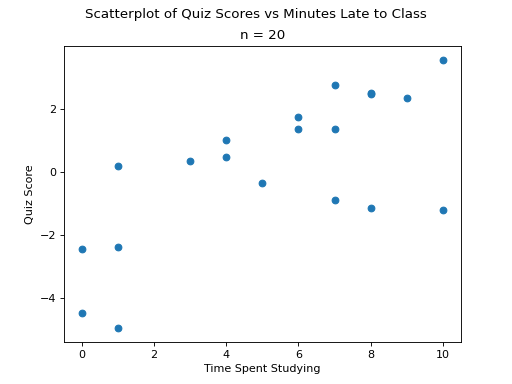 Scatterplot of Quiz Scores vs Minutes Late to Class
n = 20
2
0
−2
−4
Quiz Score
0 2 4 6 8 10
Time Spent Studying